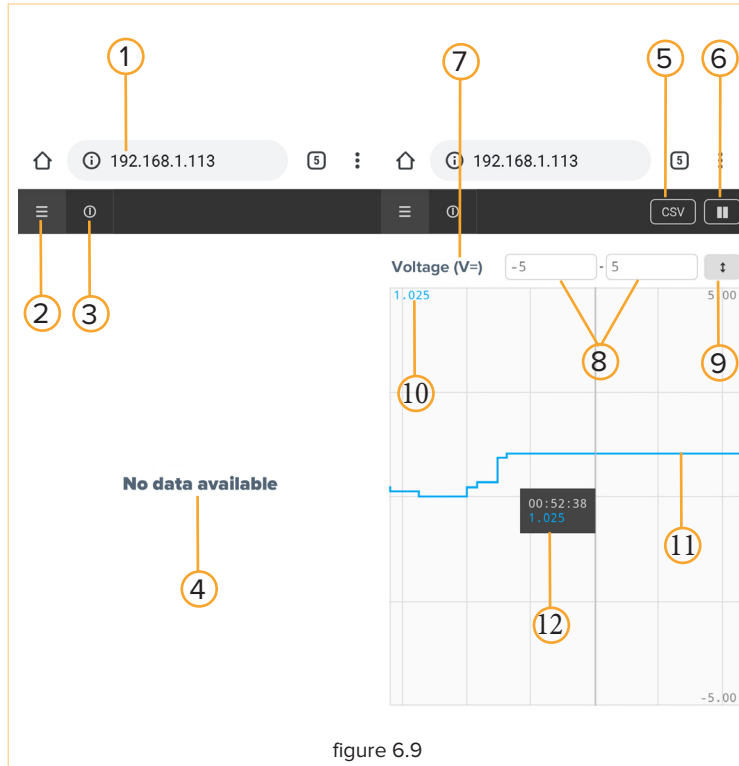 1 7 5 6
192.168.1.113 5 192.168.1.113 5
CSV
Voltage (V=) -5 - 5
1.025 5.00
2 3 8 9
10
No data available
00:52:38
1.025
11
4
12
-5.00
figure 6.9